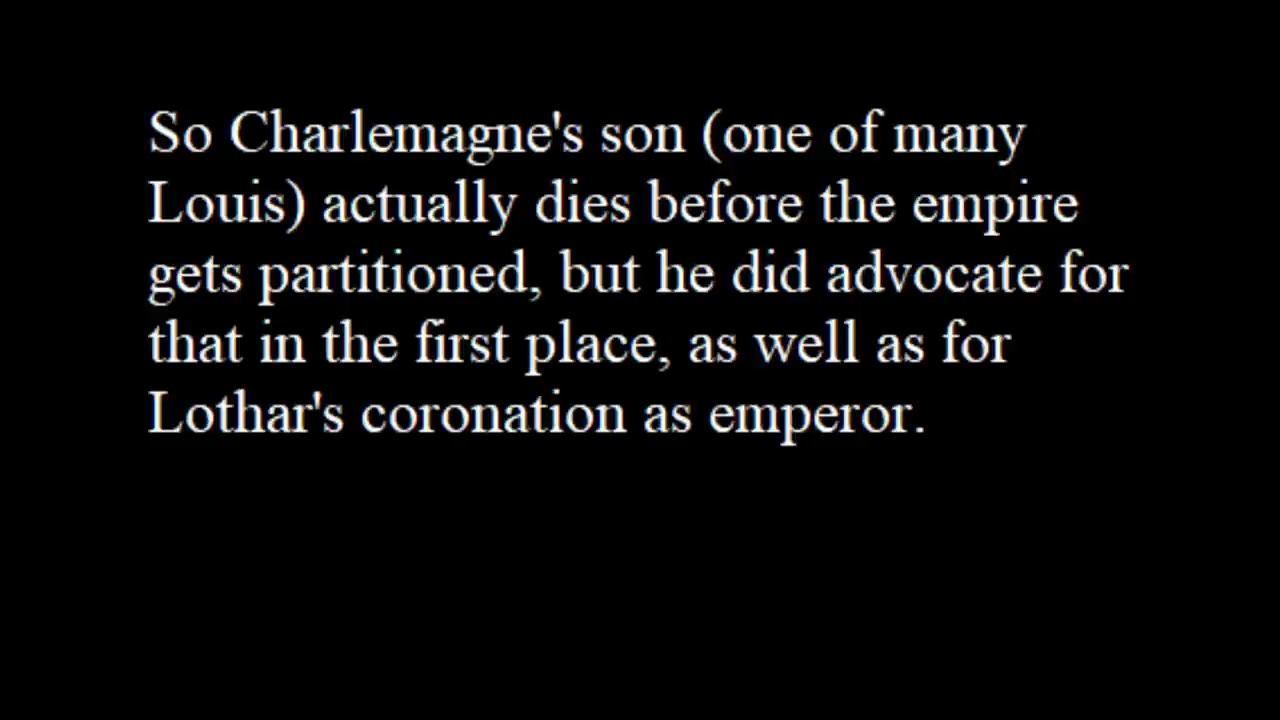 So Charlemagne's son (one of many
Louis) actually dies before the empire
gets partitioned, but he did advocate for
that in the first place, as well as for
Lothar's coronation as emperor.